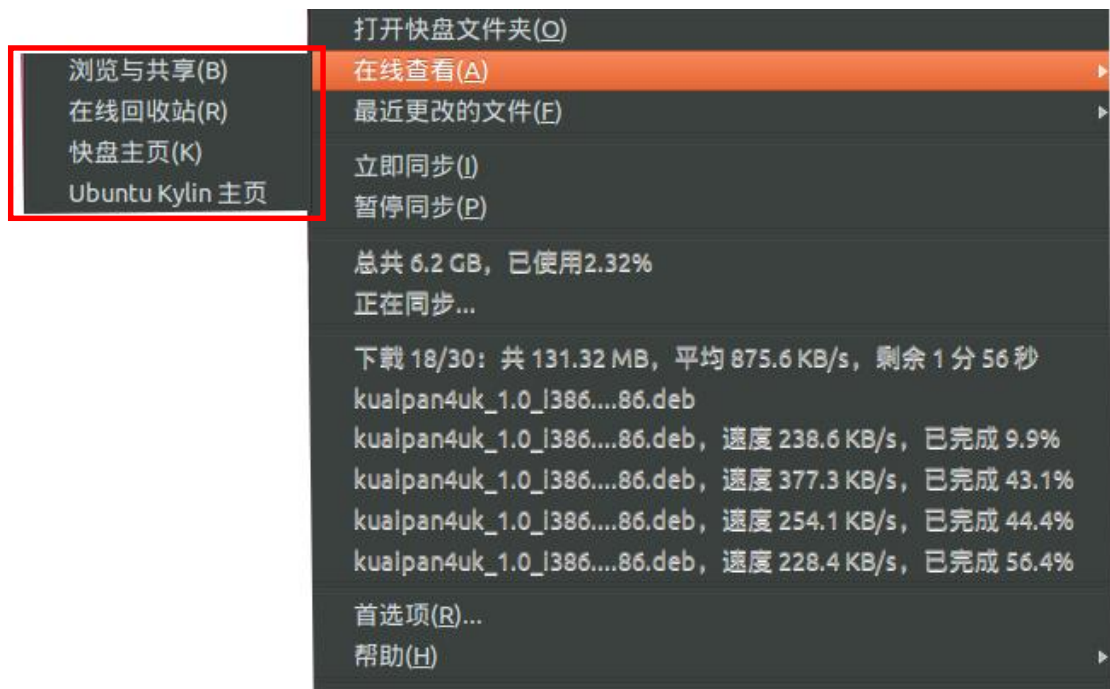 浏览与共享(B)
在线回收站(R)
快盘主页(K)
Ubuntu Kylin 主页
打开快盘文件夹(O)
在线查看(A)
最近更改的文件(F)
立即同步(I)
暂停同步(P)
总共 6.2 GB，已使用2.32%
正在同步...
下载 18/30：共 131.32 MB，平均 875.6 KB/s，剩余 1 分 56 秒
kuaipan4uk_1.0_i386....86.deb
kuaipan4uk_1.0_i386....86.deb，速度 238.6 KB/s，已完成 9.9%
kuaipan4uk_1.0_i386....86.deb，速度 377.3 KB/s，已完成 43.1%
kuaipan4uk_1.0_i386....86.deb，速度 254.1 KB/s，已完成 44.4%
kuaipan4uk_1.0_i386....86.deb，速度 228.4 KB/s，已完成 56.4%
首选项(R)...
帮助(H)